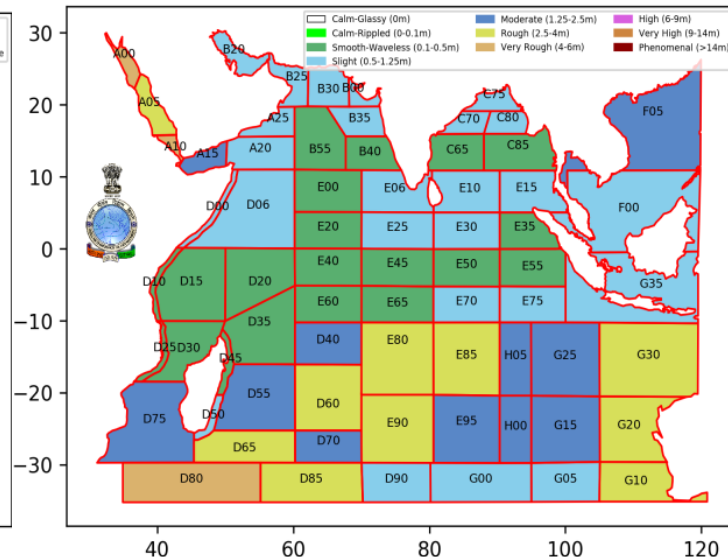 Calm-Glassy (0m)
Calm-Rippled (0-0.1m)
Smooth-Waveless (0.1-0.5m)
Slight (0.5-1.25m)
Moderate (1.25-2.5m)
Rough (2.5-4m)
Very Rough (4-6m)
High (6-9m)
Very High (9-14m)
Phenomenal (>14m)
30
20
10
0
−10
−20
−30
A00
B20
A05
B25
B30
B00
C75
F05
A25
B35
C70
C80
A10
A15
A20
B55
B40
C65
C85
D00
D06
E00
E06
E10
E15
F00
E20
E25
E30
E35
D10
D15
D20
E40
E45
E50
E55
G35
E60
E65
E70
E75
D25
D30
D35
D45
D40
E80
E85
H05
G25
G30
D75
D50
D55
D60
E90
E95
H00
G15
G20
D65
D70
D80
D85
D90
G00
G05
G10
40
60
80
100
120